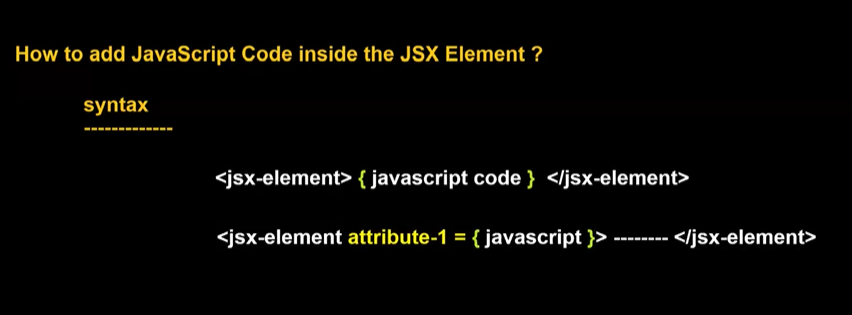 How to add JavaScript Code inside the JSX Element ?
syntax
-------------
<jsx-element> { javascript code } </jsx-element>
<jsx-element attribute-1 = { javascript }> -------- </jsx-element>